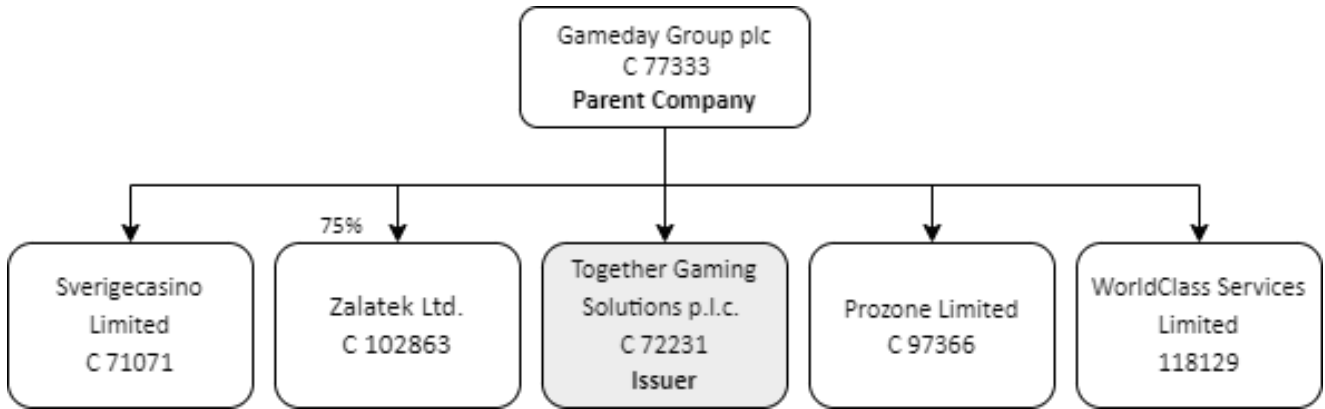 Gameday Group plc
C 77333
Parent Company
75%
Sverigecasino
Limited
C 71071
Zalatek Ltd.
C 102863
Together Gaming
Solutions p.l.c.
C 72231
Issuer
Prozone Limited
C 97366
WorldClass Services
Limited
118129